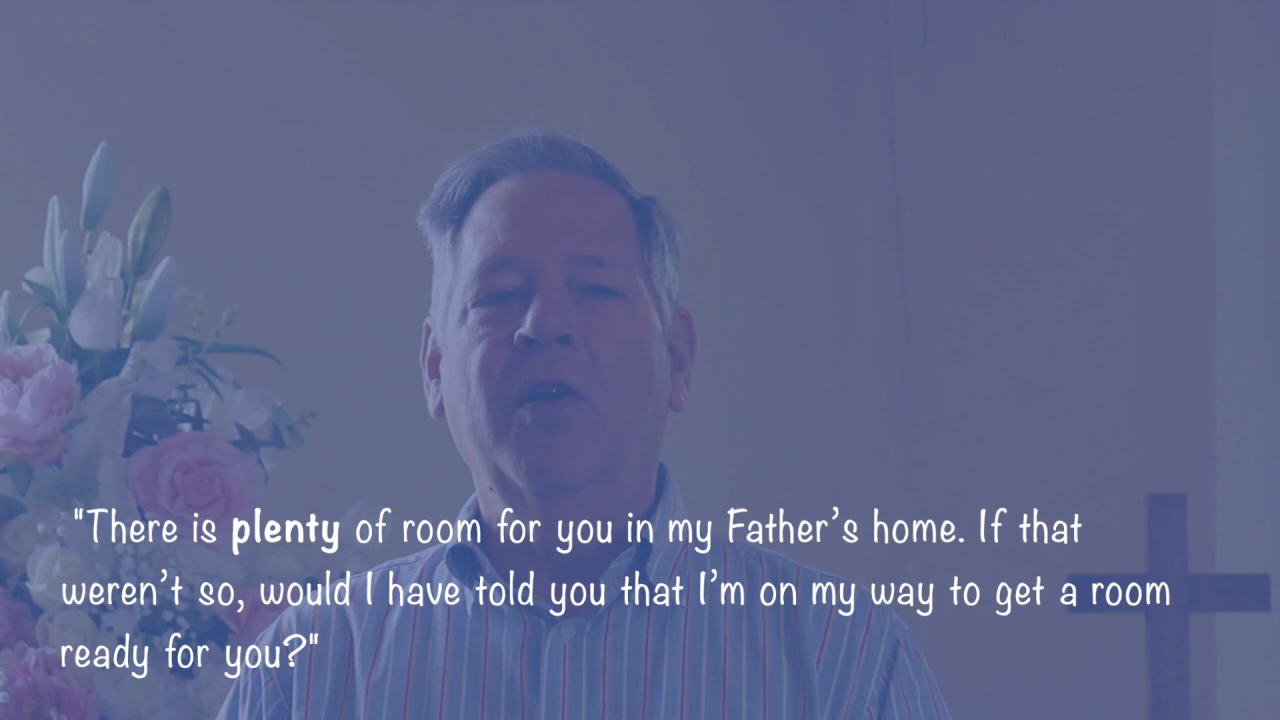 "There is plenty of room for you in my Father’s home. If that
weren’t so, would I have told you that I’m on my way to get a room
ready for you?"